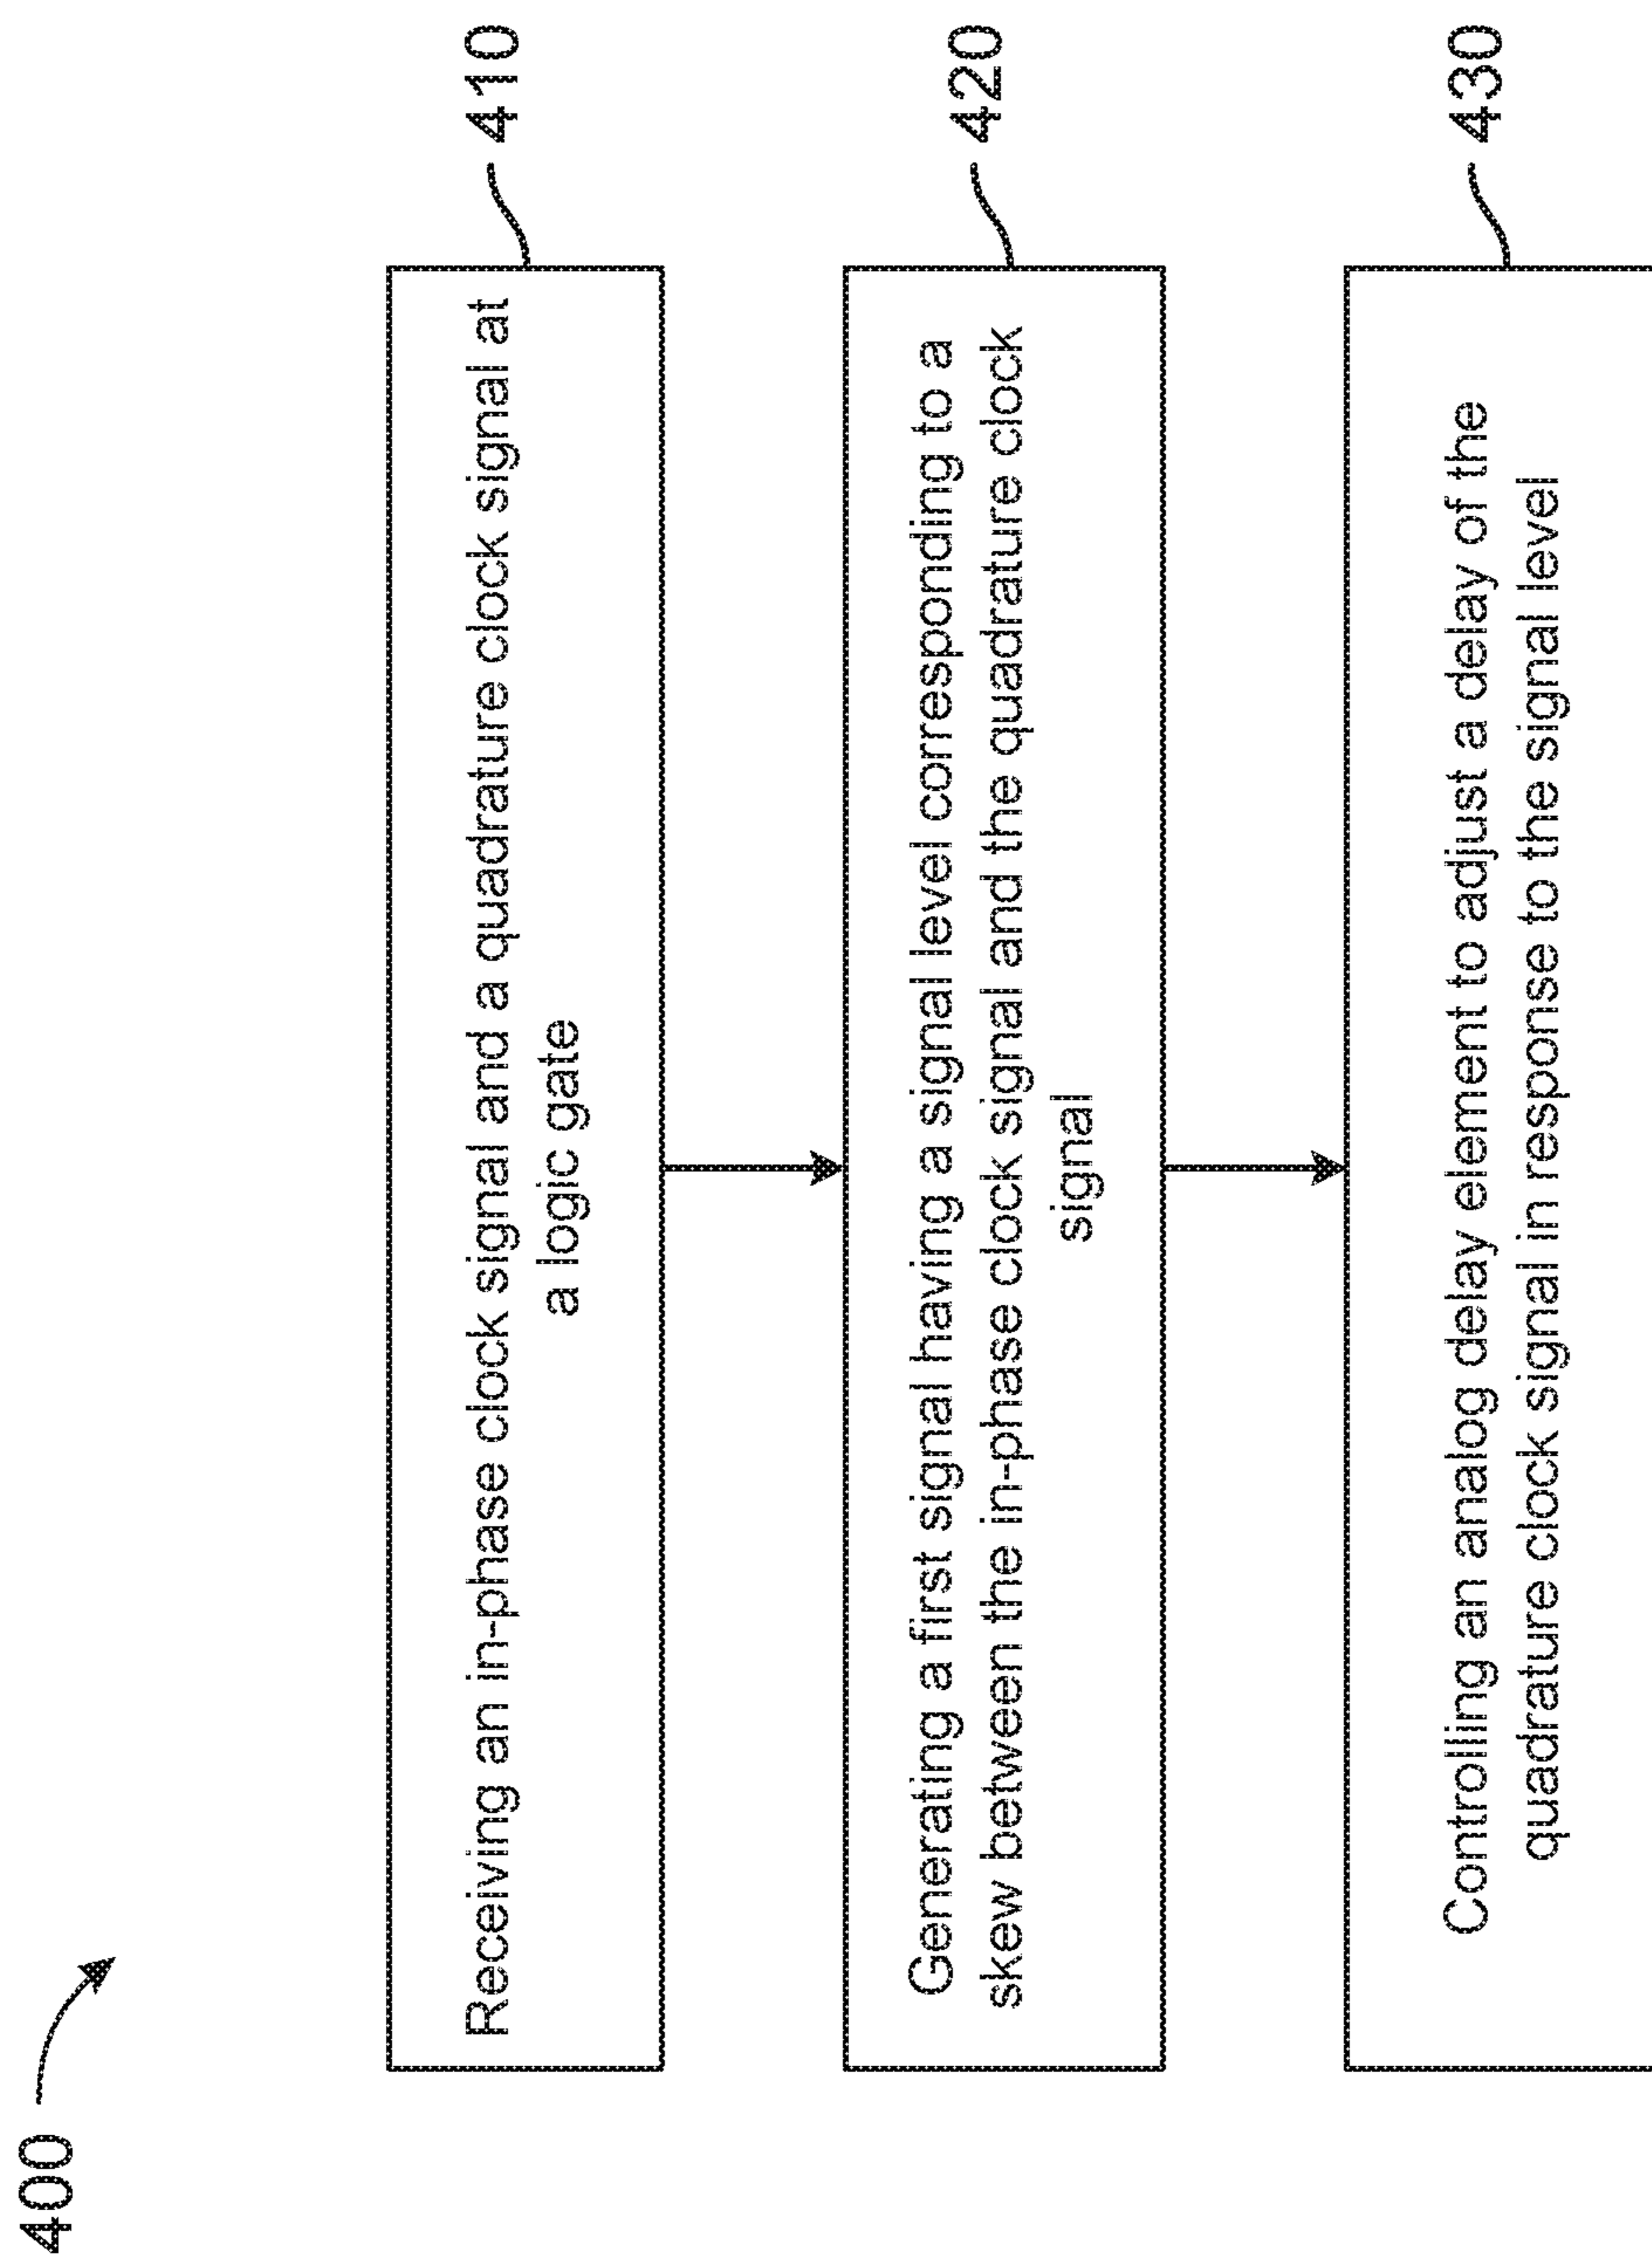 400
Receiving an in-phase clock signal and a quadrature clock signal at
a logic gate
410
Generating a first signal having a signal level corresponding to a
skew between the in-phase clock signal and the quadrature clock
signal
420
Controlling an analog delay element to adjust a delay of the
quadrature clock signal in response to the signal level
430